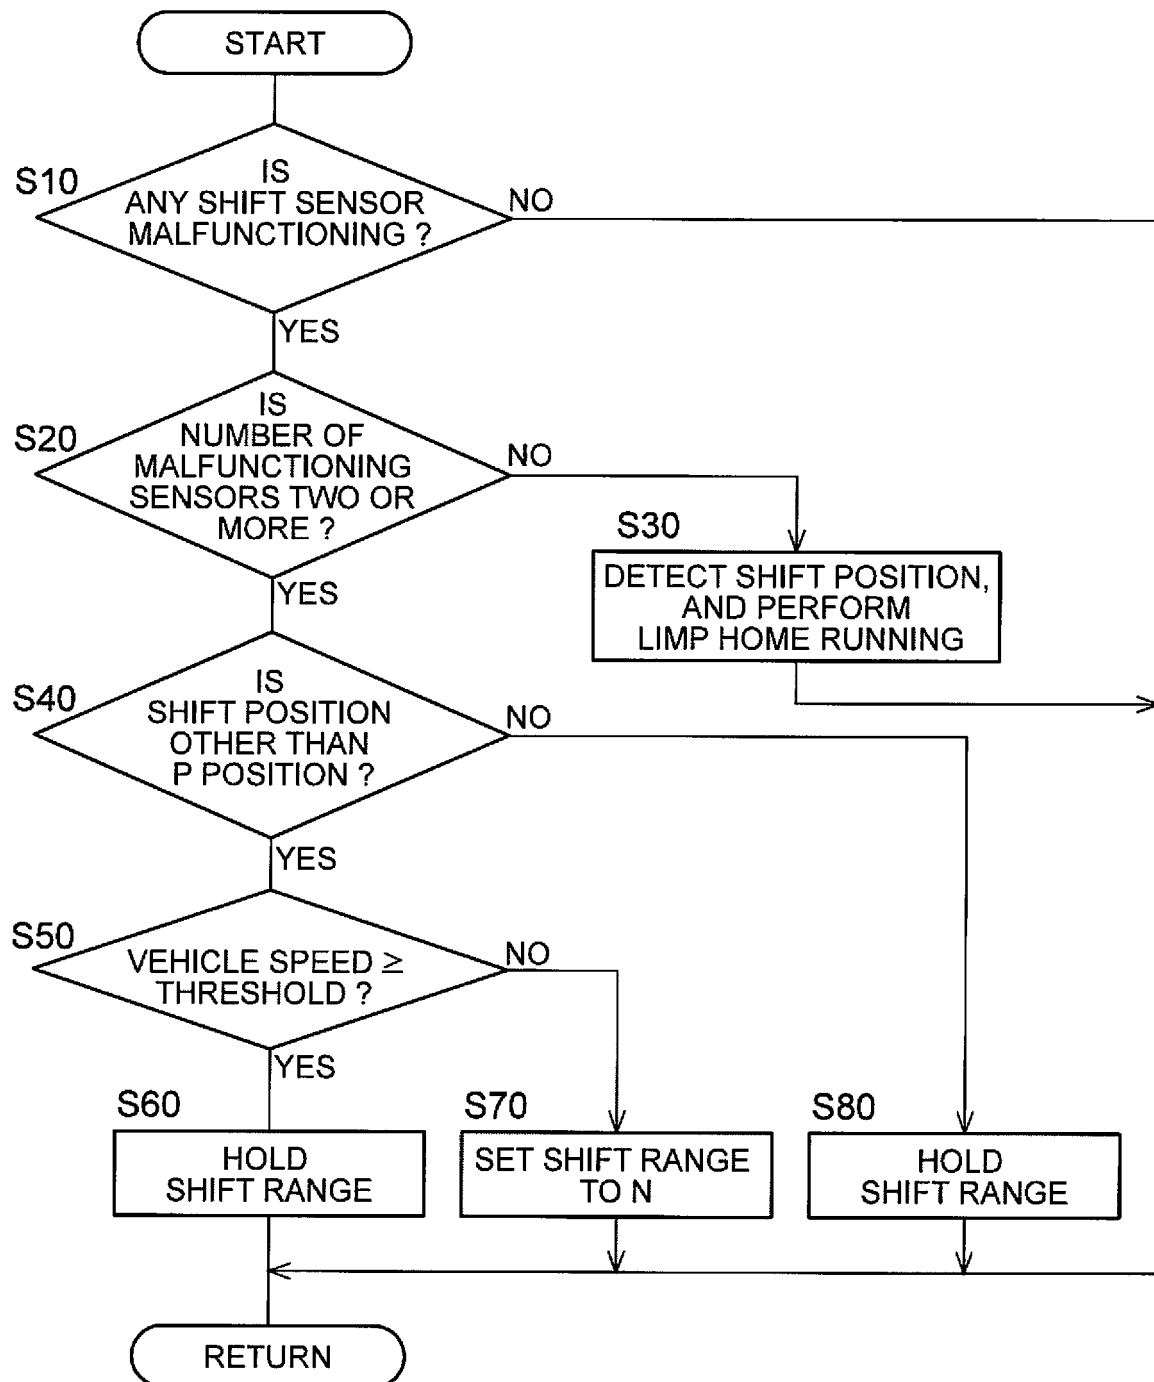 START
S10
IS
ANY SHIFT SENSOR
MALFUNCTIONING ?
NO
YES
S20
IS
NUMBER OF
MALFUNCTIONING
SENSORS TWO OR
MORE ?
NO
YES
S30
DETECT SHIFT POSITION,
AND PERFORM
LIMP HOME RUNNING
S40
IS
SHIFT POSITION
OTHER THAN
P POSITION ?
NO
YES
S50
VEHICLE SPEED ≥
THRESHOLD ?
NO
YES
S60
HOLD
SHIFT RANGE
S70
SET SHIFT RANGE
TO N
S80
HOLD
SHIFT RANGE
RETURN